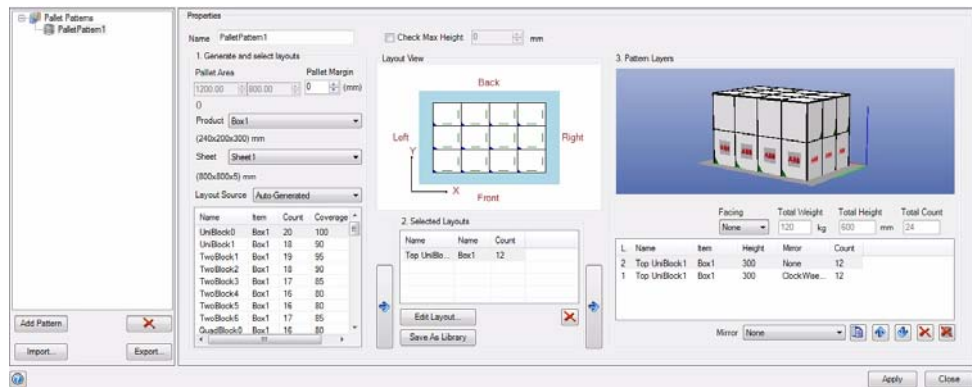 Pallet Patterns
PalletPattern1
Add Pattern
Import...
Export...
Properties
Name PalletPattern1
Check Max Height 0 mm
1. Generate and select layouts
Pallet Area Pallet Margin
1200.00 800.00 0 (mm)
()
Product Box1
(240x200x300) mm
Sheet Sheet1
(800x800x5) mm
Layout Source Auto Generated
Name Item Count Coverage
UniBlock0 Box1 20 100
UniBlock1 Box1 18 90
TwoBlock1 Box1 19 95
TwoBlock2 Box1 18 90
TwoBlock3 Box1 17 85
TwoBlock4 Box1 16 80
TwoBlock5 Box1 16 80
TwoBlock6 Box1 17 85
QuadBlock0 Box1 16 80
Layout View
Back
Left
Right
Y
X
Front
2. Selected Layouts
Name Name Count
Top UniBlo... Box1 12
Edit Layout...
Save As Library
3. Pattern Layers
ABB ABB ABB ABB ABB ABB ABB
Facing Total Weight Total Height Total Count
None 120 kg 600 mm 24
L. Name Item Height Mirror Count
2 Top UniBlock1 Box1 300 None 12
1 Top UniBlock1 Box1 300 ClockWise... 12
Mirror None
Apply
Close